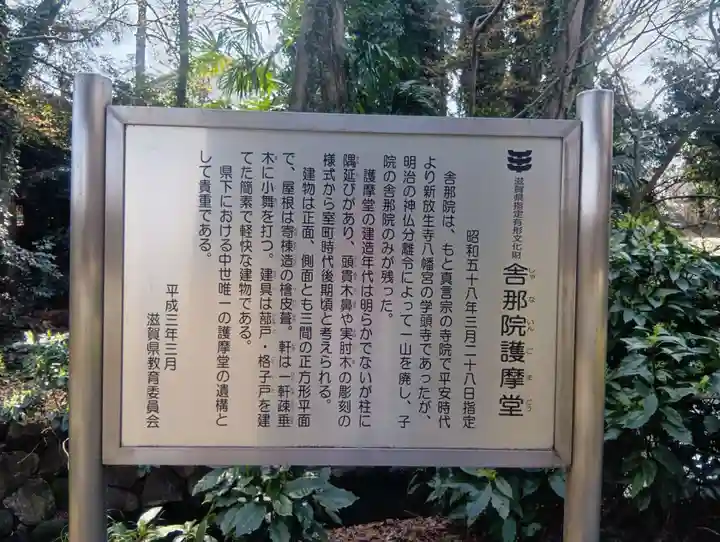 滋賀県指定有形文化財
舎那院護摩堂
しゃ な いん ご ま どう
昭和五十八年三月二十八日指定
舎那院は、もと真言宗の寺院で平安時代
より新放生寺八幡宮の学頭寺であったが、
明治の神仏分離令によって一山を廃し、子
院の舎那院のみが残った。
護摩堂の建造年代は明らかでないが柱に
隅延びがあり、頭貫木鼻や実肘木の彫刻の
様式から室町時代後期頃と考えられる。
建物は正面、側面とも三間の正方形平面
で、屋根は寄棟造の檜皮葺。軒は一軒疎垂
木に小舞を打つ。建具は蔀戸・格子戸を建
てた簡素で軽快な建物である。
県下における中世唯一の護摩堂の遺構と
して貴重である。
平成三年三月
滋賀県教育委員会